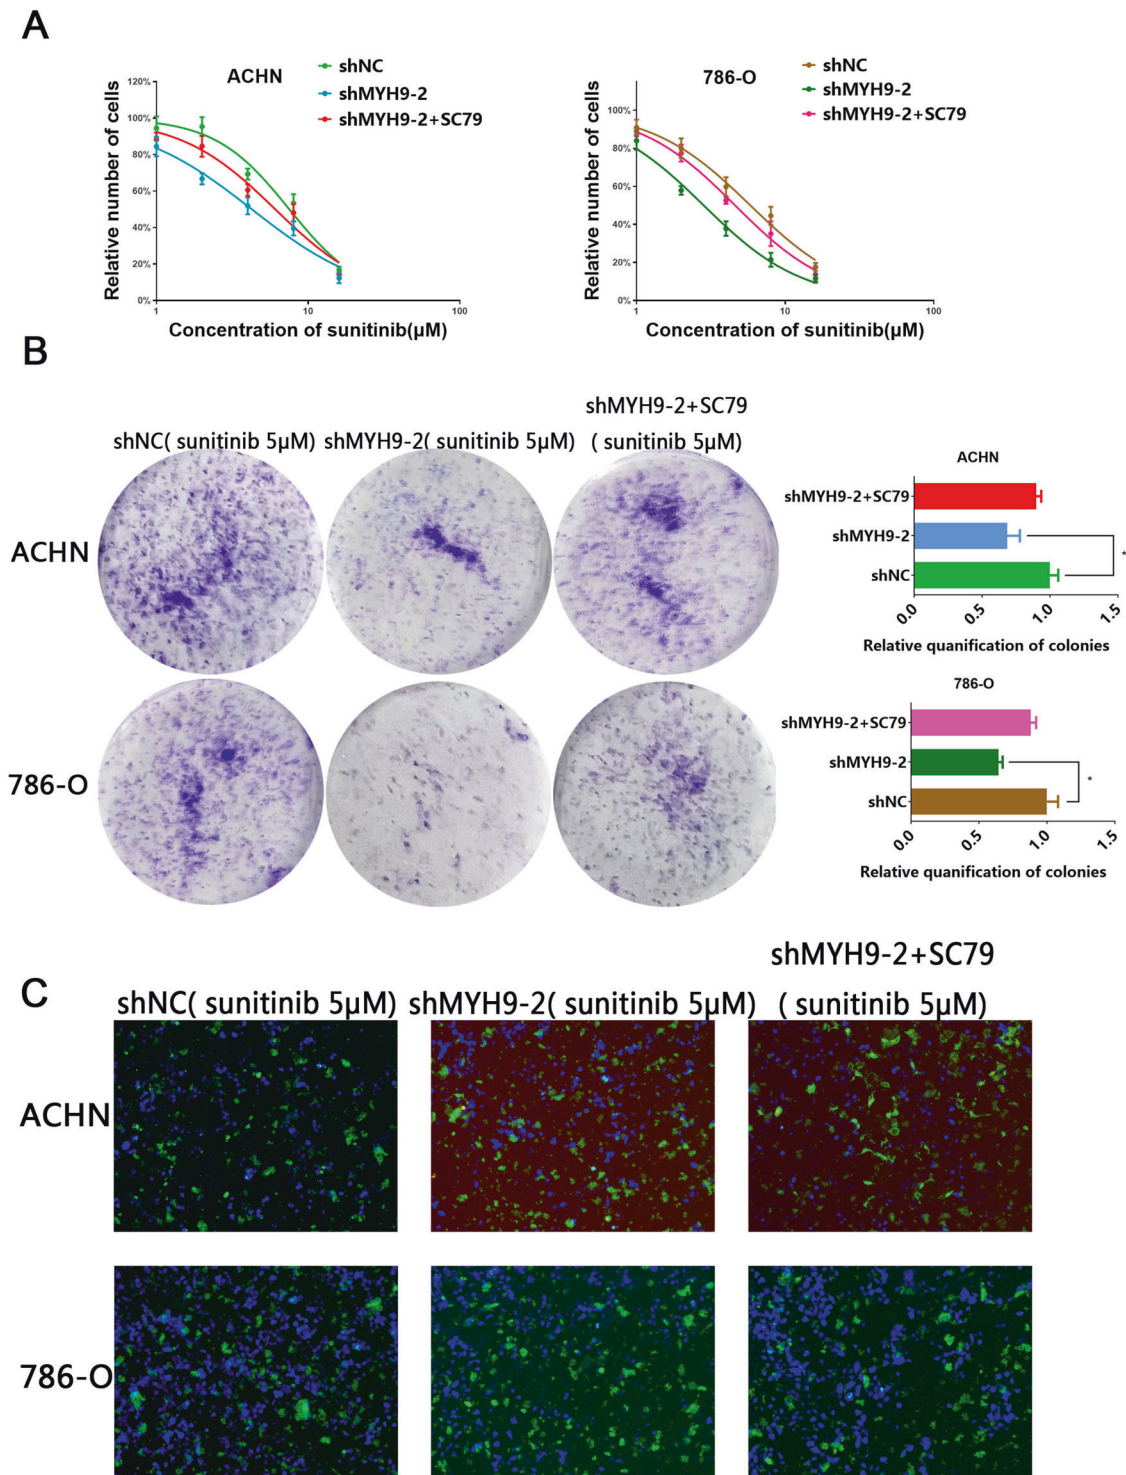 A
ACHN
shNC
shMYH9-2
shMYH9-2+SC79
Relative number of cells
120%
100%
80%
60%
40%
20%
0%
1
10
100
Concentration of sunitinib(μM)
786-O
shNC
shMYH9-2
shMYH9-2+SC79
Relative number of cells
100%
80%
60%
40%
20%
0%
1
10
100
Concentration of sunitinib(μM)
B
shNC( sunitinib 5μM)
shMYH9-2( sunitinib 5μM)
shMYH9-2+SC79
( sunitinib 5μM)
ACHN
786-O
ACHN
shMYH9-2+SC79
shMYH9-2
shNC
*
0.0
0.5
1.0
1.5
Relative quanification of colonies
786-O
shMYH9-2+SC79
shMYH9-2
shNC
*
0.0
0.5
1.0
1.5
Relative quanification of colonies
C
shNC( sunitinib 5μM)
shMYH9-2( sunitinib 5μM)
shMYH9-2+SC79
( sunitinib 5μM)
ACHN
786-O